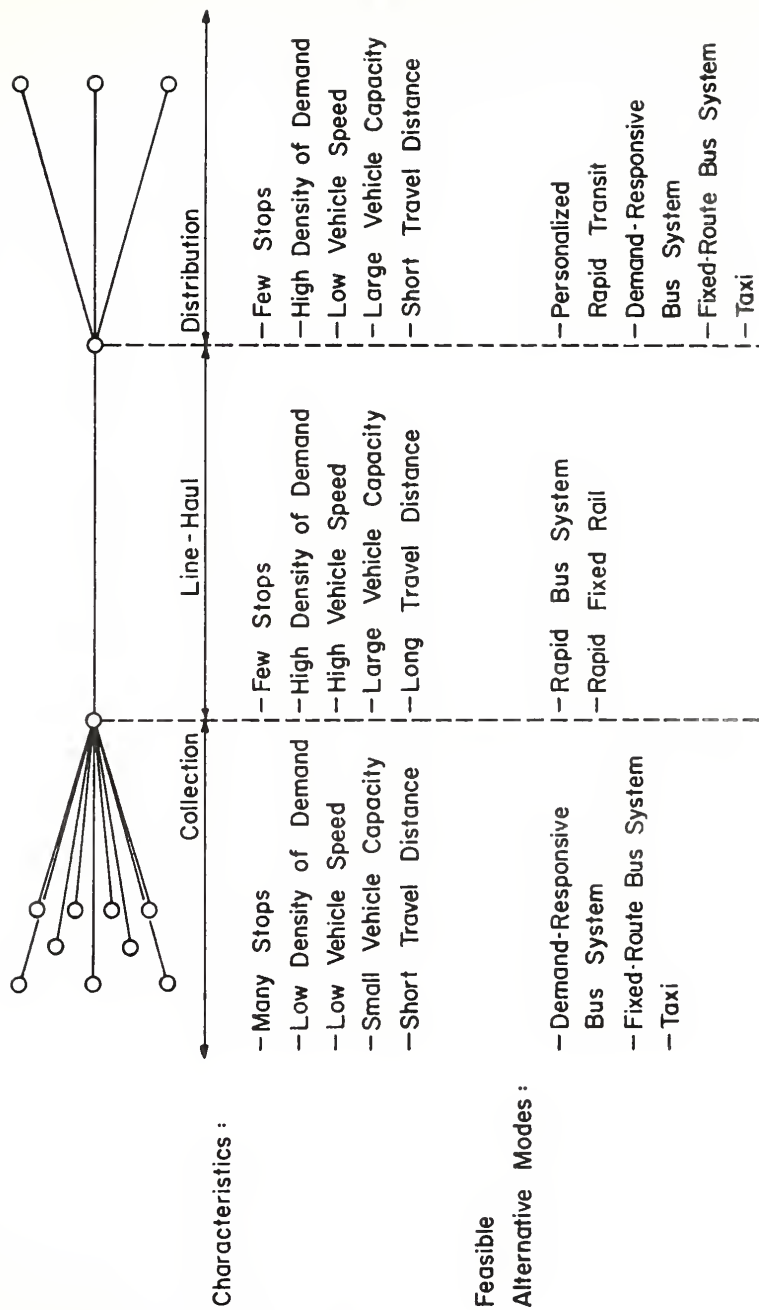 Collection
Line-Haul
Distribution
Characteristics :
—Many Stops
—Low Density of Demand
—Low Vehicle Speed
—Small Vehicle Capacity
—Short Travel Distance
—Few Stops
—High Density of Demand
—High Vehicle Speed
—Large Vehicle Capacity
—Long Travel Distance
—Few Stops
—High Density of Demand
—Low Vehicle Speed
—Large Vehicle Capacity
—Short Travel Distance
Feasible
Alternative Modes :
—Demand-Responsive
Bus System
—Fixed-Route Bus System
—Taxi
—Rapid Bus System
—Rapid Fixed Rail
—Personalized
Rapid Transit
—Demand-Responsive
Bus System
—Fixed-Route Bus System
—Taxi